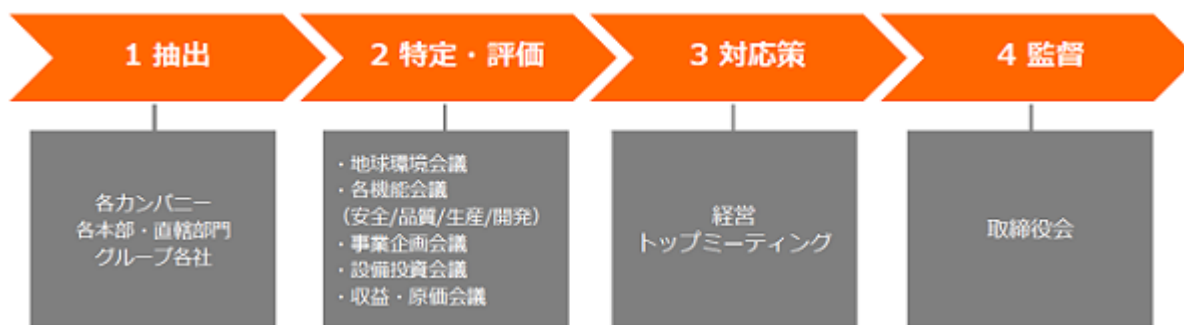 1 抽出
2 特定・評価
3 対応策
4 監督
各カンパニー
各本部・直轄部門
グループ各社
・地球環境会議
・各機能会議
（安全/品質/生産/開発）
・事業企画会議
・設備投資会議
・収益・原価会議
経営
トップミーティング
取締役会